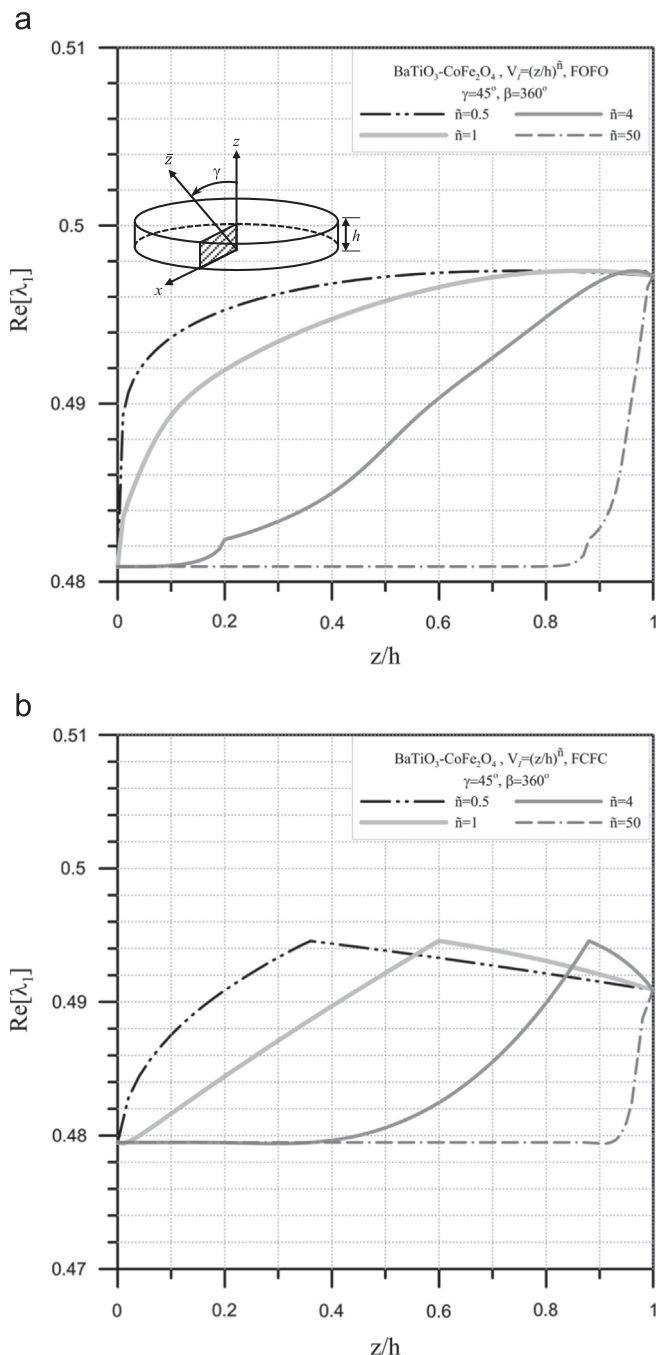 a
0.51
BaTiO₃-CoFe₂O₄ , V_I=(z/h)^ñ, FOFO
γ=45°, β=360°
ñ=0.5
ñ=4
ñ=1
ñ=50
z̄
γ
z
h
x
0.5
0.49
0.48
Re[λ₁]
0
0.2
0.4
0.6
0.8
1
z/h
b
0.51
BaTiO₃-CoFe₂O₄ , V_I=(z/h)^ñ, FCFC
γ=45°, β=360°
ñ=0.5
ñ=4
ñ=1
ñ=50
0.5
0.49
0.48
0.47
Re[λ₁]
0
0.2
0.4
0.6
0.8
1
z/h